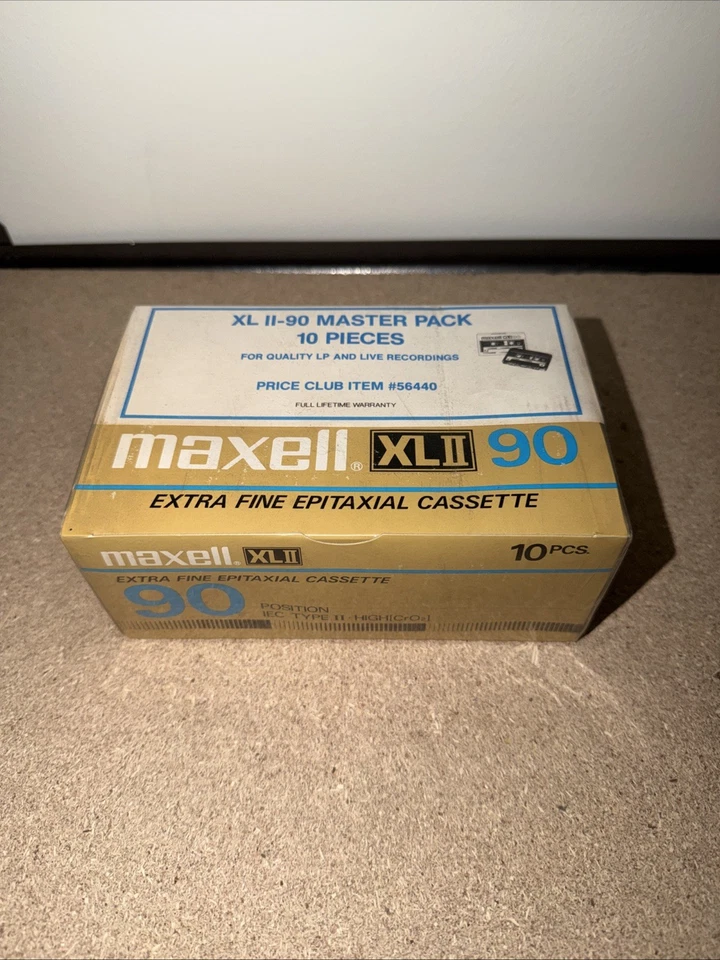 XL II-90 MASTER PACK
10 PIECES
FOR QUALITY LP AND LIVE RECORDINGS
PRICE CLUB ITEM #56440
FULL LIFETIME WARRANTY
maxell® XLII 90
EXTRA FINE EPITAXIAL CASSETTE
maxell® XLII 10PCS.
EXTRA FINE EPITAXIAL CASSETTE
90 POSITION
IEC TYPE II · HIGH(CrO₂)